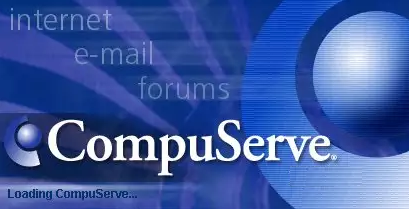 internet
e-mail
forums
CompuServe®
Loading CompuServe...